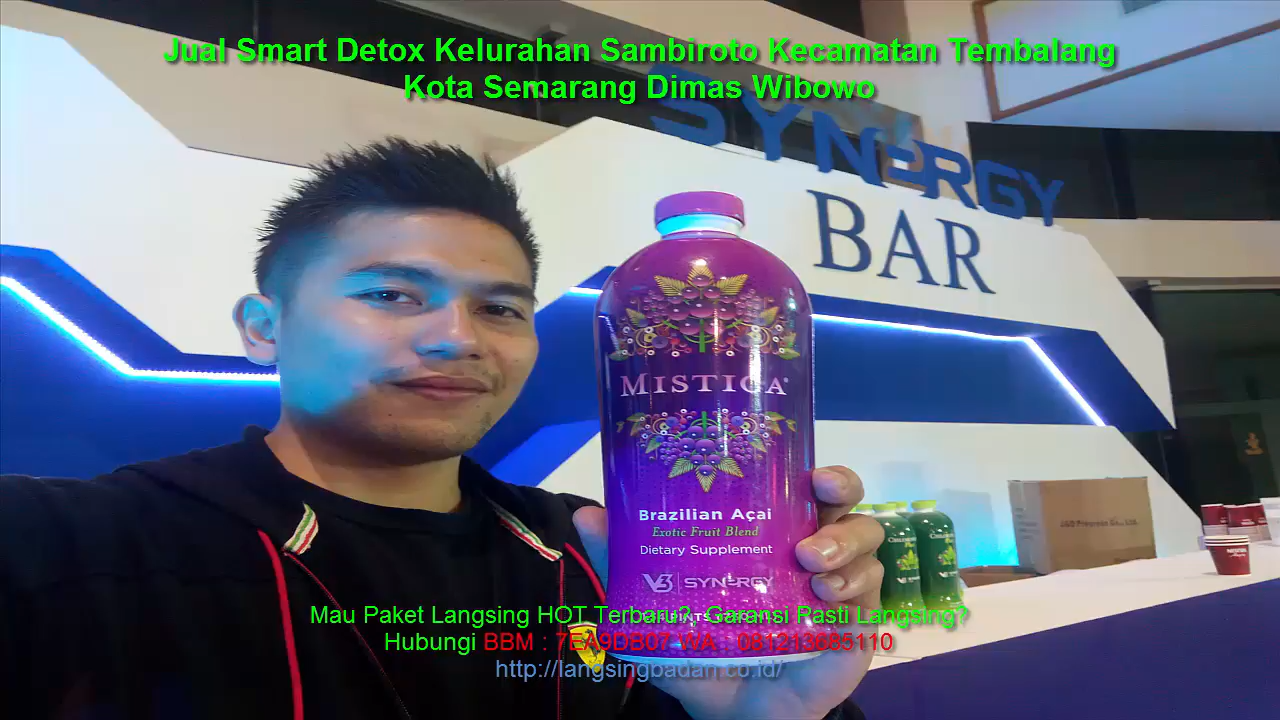 Jual Smart Detox Kelurahan Sambiroto Kecamatan Tembalang
Kota Semarang Dimas Wibowo
SYNERGY
BAR
MISTICA
Brazilian Açai
Exotic Fruit Blend
Dietary Supplement
V3 SYNERGY
Mau Paket Langsing HOT Terbaru? Garansi Pasti Langsing?
Hubungi BBM : 7EA9DB07 WA : 081213685110
http://langsingbadan.co.id/